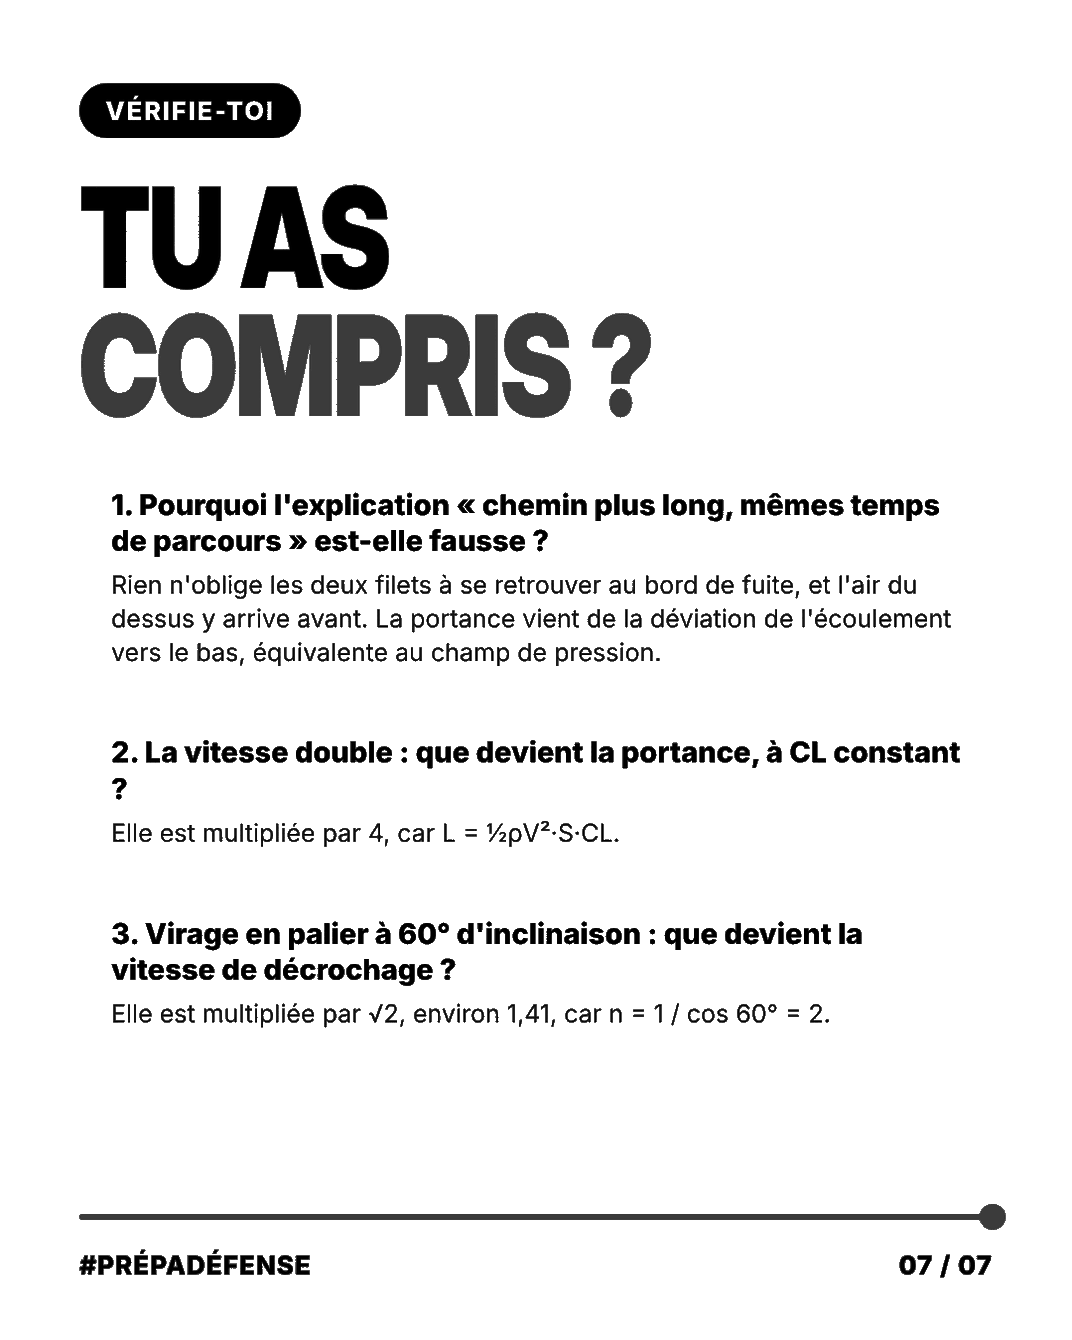 VÉRIFIE-TOI
TU AS
COMPRIS ?
1. Pourquoi l'explication « chemin plus long, mêmes temps
de parcours » est-elle fausse ?
Rien n'oblige les deux filets à se retrouver au bord de fuite, et l'air du
dessus y arrive avant. La portance vient de la déviation de l'écoulement
vers le bas, équivalente au champ de pression.
2. La vitesse double : que devient la portance, à CL constant
?
Elle est multipliée par 4, car L = ½ρV²·S·CL.
3. Virage en palier à 60° d'inclinaison : que devient la
vitesse de décrochage ?
Elle est multipliée par √2, environ 1,41, car n = 1 / cos 60° = 2.
#PRÉPADÉFENSE
07 / 07